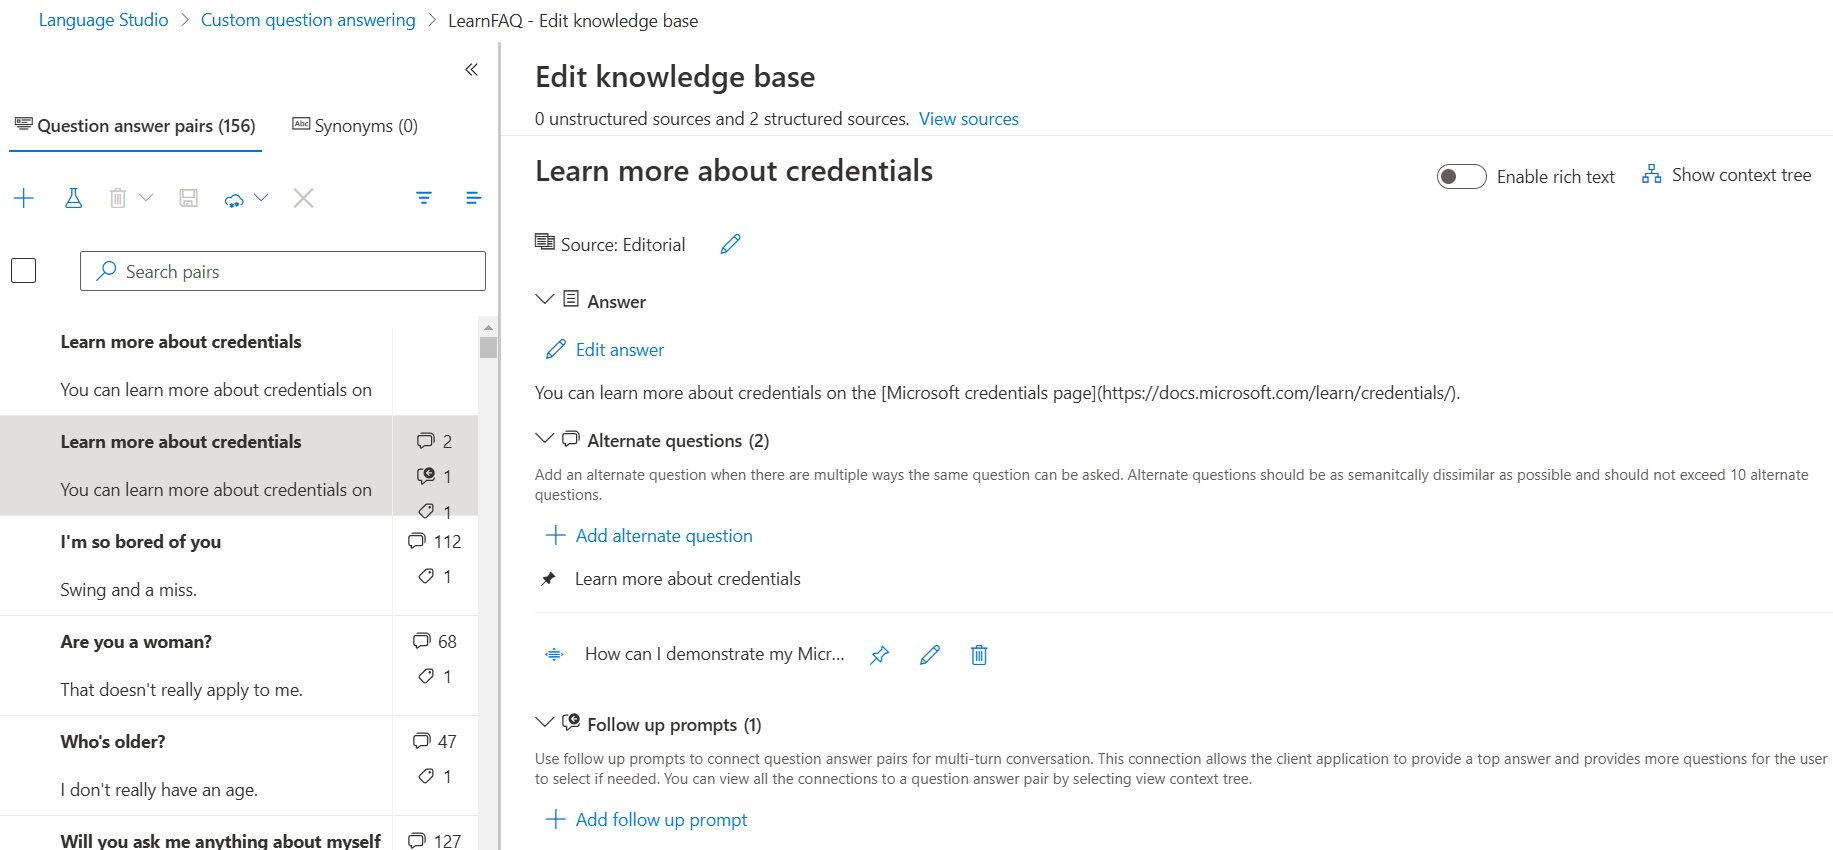 Language Studio > Custom question answering > LearnFAQ - Edit knowledge base
Question answer pairs (156)
Abc Synonyms (0)
Search pairs
Learn more about credentials
You can learn more about credentials on
Learn more about credentials 2
1
You can learn more about credentials on
1
I'm so bored of you 112
1
Swing and a miss.
Are you a woman? 68
1
That doesn't really apply to me.
Who's older? 47
1
I don't really have an age.
Will you ask me anything about myself 127
Edit knowledge base
0 unstructured sources and 2 structured sources. View sources
Learn more about credentials
Enable rich text
Show context tree
Source: Editorial
Answer
Edit answer
You can learn more about credentials on the [Microsoft credentials page](https://docs.microsoft.com/learn/credentials/).
Alternate questions (2)
Add an alternate question when there are multiple ways the same question can be asked. Alternate questions should be as semanitcally dissimilar as possible and should not exceed 10 alternate
questions.
Add alternate question
Learn more about credentials
How can I demonstrate my Micr...
Follow up prompts (1)
Use follow up prompts to connect question answer pairs for multi-turn conversation. This connection allows the client application to provide a top answer and provides more questions for the user
to select if needed. You can view all the connections to a question answer pair by selecting view context tree.
Add follow up prompt